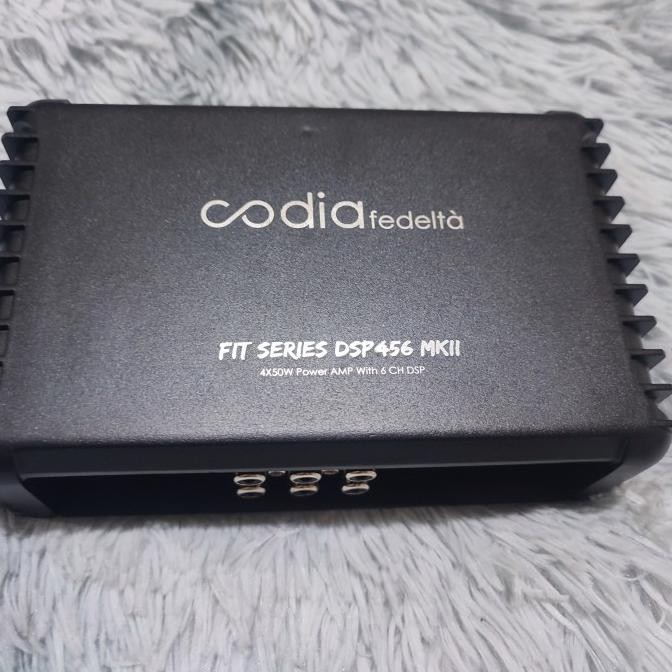 codia fedeltà
FIT SERIES DSP456 MKII
4X50W Power AMP With 6 CH DSP